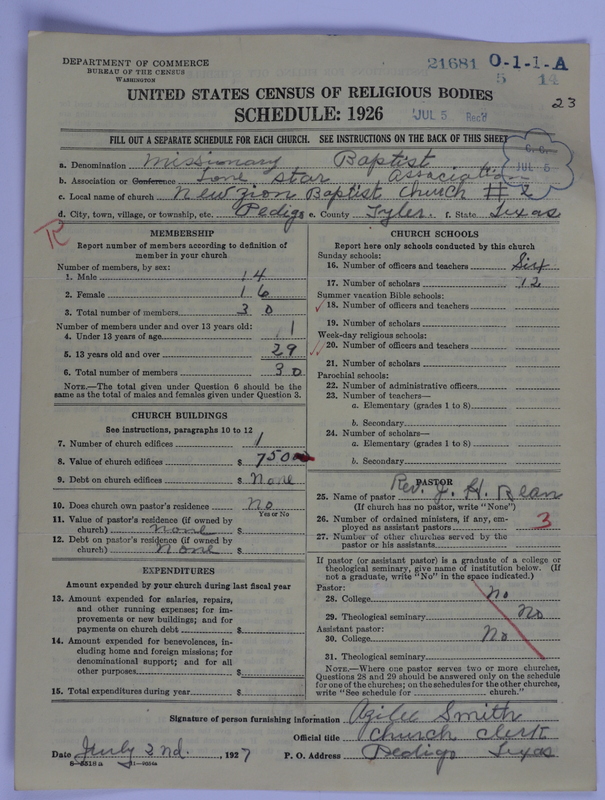 DEPARTMENT OF COMMERCE
BUREAU OF THE CENSUS
WASHINGTON
21681 O-1-1-A
5 14
23
UNITED STATES CENSUS OF RELIGIOUS BODIES
SCHEDULE: 1926
JUL 5 Rec'd
FILL OUT A SEPARATE SCHEDULE FOR EACH CHURCH. SEE INSTRUCTIONS ON THE BACK OF THIS SHEET
JUL 5
a. Denomination Missionary Baptist
b. Association or Conference Lone Star Association
c. Local name of church New zion Baptist Church # 2
d. City, town, village, or township, etc. Pedigo e. County Tyler. f. State Texas
MEMBERSHIP
Report number of members according to definition of
member in your church
Number of members, by sex:
1. Male 14
2. Female 16
3. Total number of members 30
Number of members under and over 13 years old:
4. Under 13 years of age 1
5. 13 years old and over 29
6. Total number of members 30
NOTE.—The total given under Question 6 should be the
same as the total of males and females given under Question 3.
CHURCH BUILDINGS
See instructions, paragraphs 10 to 12
7. Number of church edifices 1
8. Value of church edifices $ 750
9. Debt on church edifices $ None
10. Does church own pastor's residence No
Yes or No
11. Value of pastor's residence (if owned by
church) none $
12. Debt on pastor's residence (if owned by
church) None $
EXPENDITURES
Amount expended by your church during last fiscal year
13. Amount expended for salaries, repairs,
and other running expenses; for im-
provements or new buildings; and for
payments on church debt $
14. Amount expended for benevolences, in-
cluding home and foreign missions; for
denominational support; and for all
other purposes $
15. Total expenditures during year $
CHURCH SCHOOLS
Report here only schools conducted by this church
Sunday schools:
16. Number of officers and teachers Six
17. Number of scholars 12
Summer vacation Bible schools:
18. Number of officers and teachers
19. Number of scholars
Week-day religious schools:
20. Number of officers and teachers
21. Number of scholars
Parochial schools:
22. Number of administrative officers
23. Number of teachers—
a. Elementary (grades 1 to 8)
b. Secondary
24. Number of scholars—
a. Elementary (grades 1 to 8)
b. Secondary
PASTOR
25. Name of pastor Rev. J. H. Bean
(If church has no pastor, write "None")
26. Number of ordained ministers, if any, em-
ployed as assistant pastors 3
27. Number of other churches served by the
pastor or his assistants
If pastor (or assistant pastor) is a graduate of a college or
theological seminary, give name of institution below. (If
not a graduate, write "No" in the space indicated.)
Pastor:
28. College No
29. Theological seminary No
Assistant pastor:
30. College No
31. Theological seminary
NOTE.—Where one pastor serves two or more churches,
Questions 28 and 29 should be answered only on the schedule
for one of the churches; on the schedules for the other churches,
write "See schedule for church."
Signature of person furnishing information Agilee Smith
Official title Church Clerk
Date July 2nd, 1927 P. O. Address Pedigo Texas